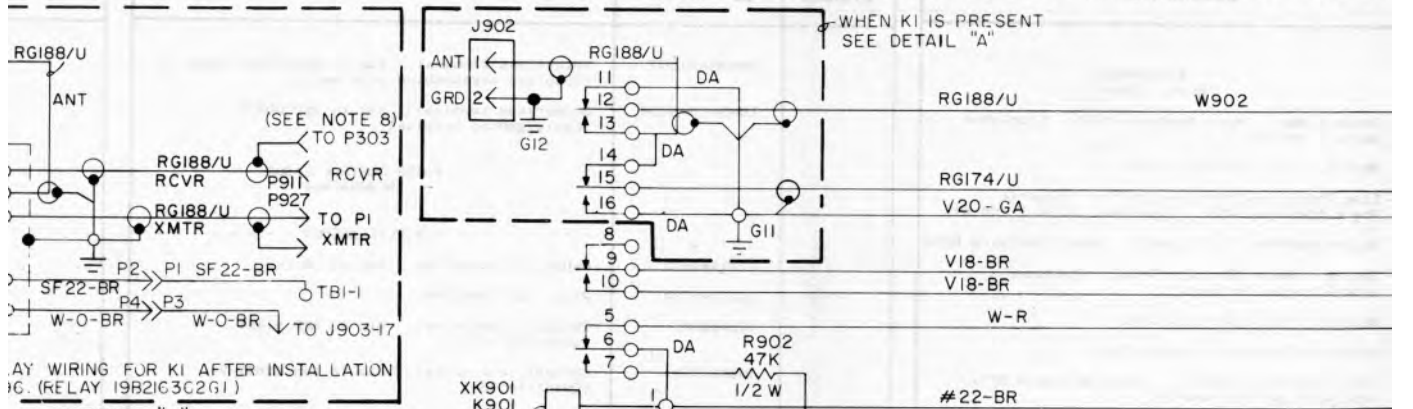 RG188/U
ANT
(SEE NOTE 8)
TO P303
RG188/U
RCVR
P911
RCVR
P927
RG188/U
XMTR
TO P1
XMTR
P2
P1
SF22-BR
SF22-BR
TB1-1
P4
P3
W-O-BR
W-O-BR
TO J903-17
AY WIRING FOR K1 AFTER INSTALLATION
(RELAY 19B216302G1)
J902
ANT 1
GRD 2
RG188/U
G12
WHEN K1 IS PRESENT
SEE DETAIL "A"
11
DA
12
13
DA
14
15
16
DA
G11
RG188/U
W902
RG174/U
V20-GA
8
9
V18-BR
10
V18-BR
5
W-R
6
DA
7
R902
47K
1/2 W
XK901
K901
1
#22-BR